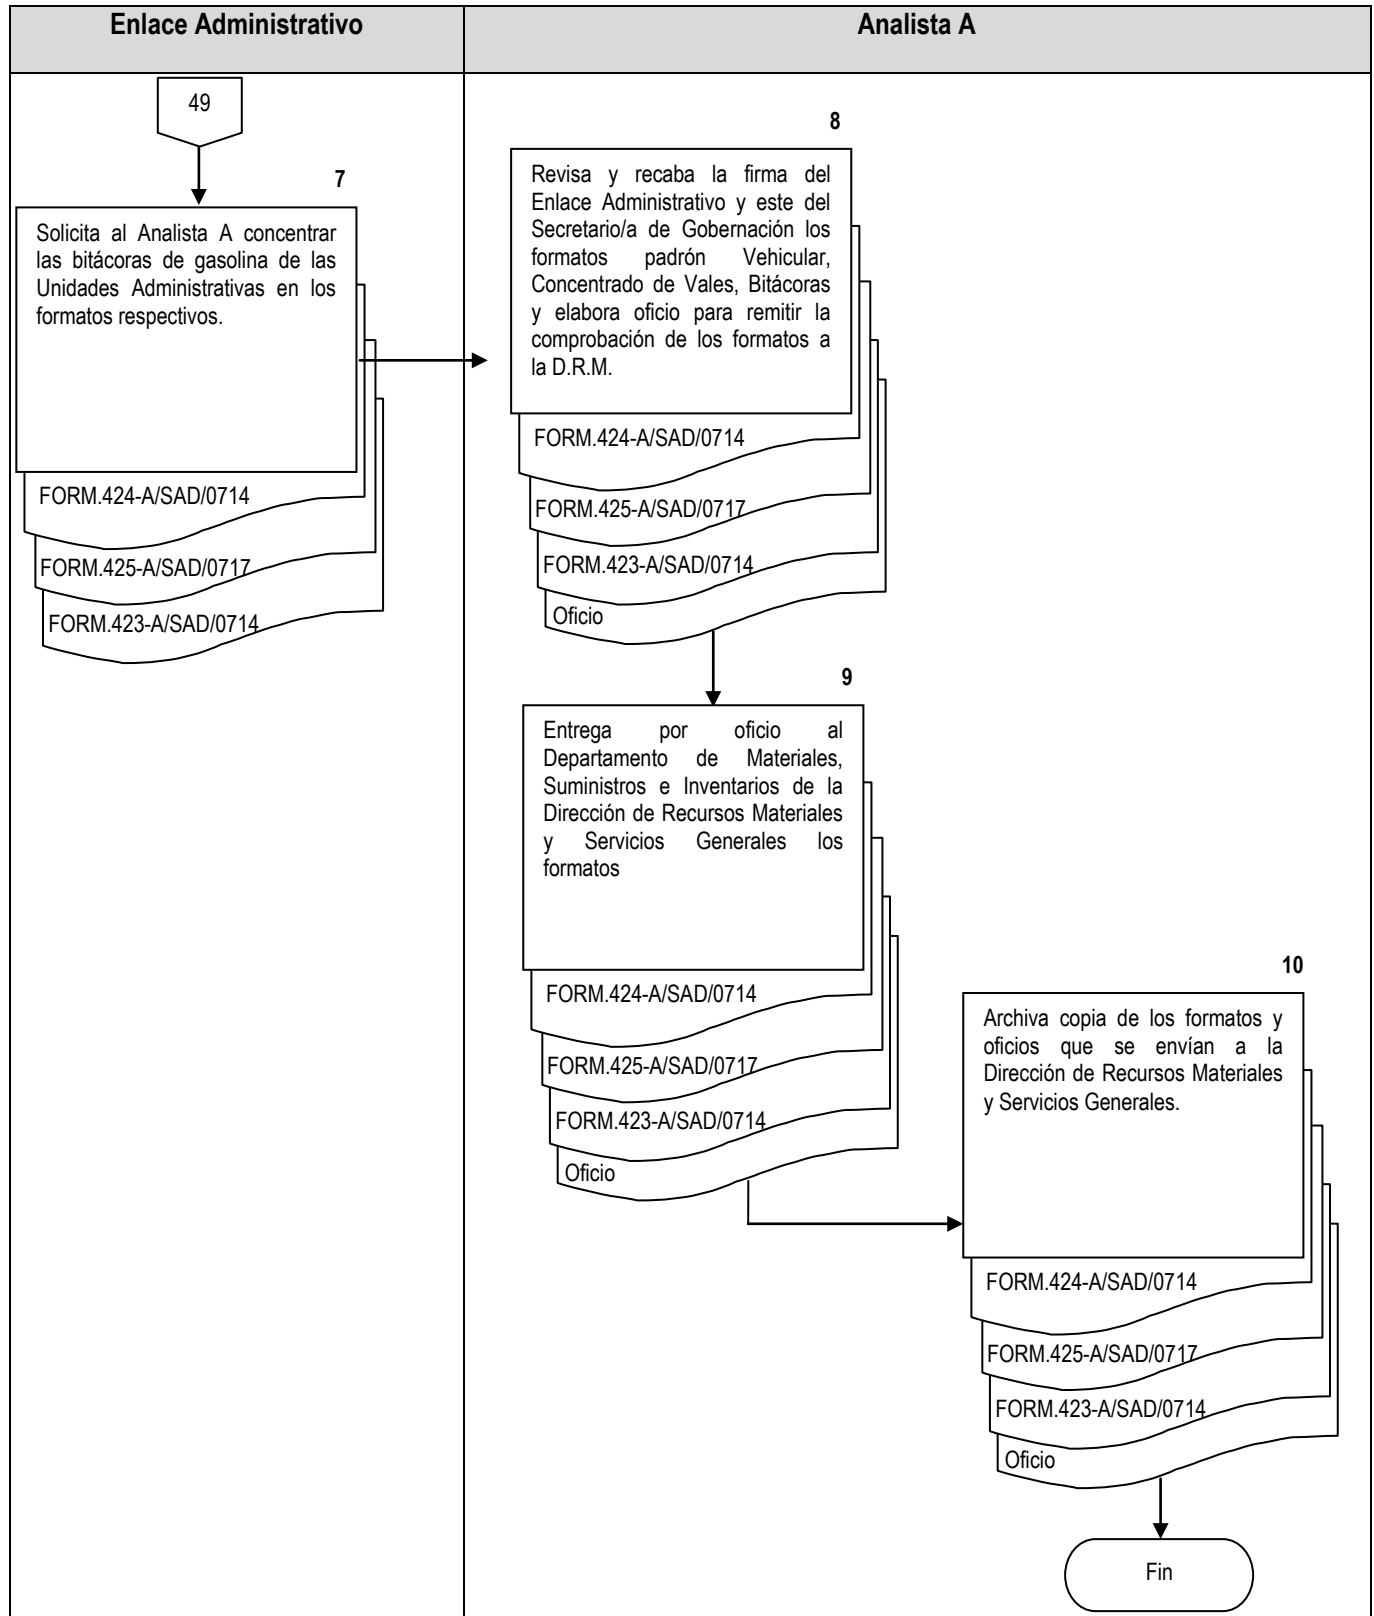 Enlace Administrativo
Analista A
49
7
Solicita al Analista A concentrar
las bitácoras de gasolina de las
Unidades Administrativas en los
formatos respectivos.
FORM.424-A/SAD/0714
FORM.425-A/SAD/0717
FORM.423-A/SAD/0714
8
Revisa y recaba la firma del
Enlace Administrativo y este del
Secretario/a de Gobernación los
formatos padrón Vehicular,
Concentrado de Vales, Bitácoras
y elabora oficio para remitir la
comprobación de los formatos a
la D.R.M.
FORM.424-A/SAD/0714
FORM.425-A/SAD/0717
FORM.423-A/SAD/0714
Oficio
9
Entrega por oficio al
Departamento de Materiales,
Suministros e Inventarios de la
Dirección de Recursos Materiales
y Servicios Generales los
formatos
FORM.424-A/SAD/0714
FORM.425-A/SAD/0717
FORM.423-A/SAD/0714
Oficio
10
Archiva copia de los formatos y
oficios que se envían a la
Dirección de Recursos Materiales
y Servicios Generales.
FORM.424-A/SAD/0714
FORM.425-A/SAD/0717
FORM.423-A/SAD/0714
Oficio
Fin